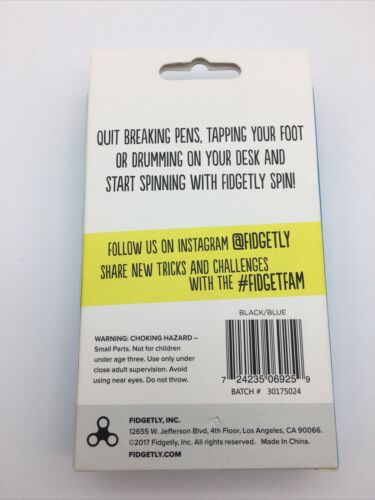 QUIT BREAKING PENS, TAPPING YOUR FOOT
OR DRUMMING ON YOUR DESK AND
START SPINNING WITH FIDGETLY SPIN!
FOLLOW US ON INSTAGRAM @FIDGETLY
SHARE NEW TRICKS AND CHALLENGES
WITH THE #FIDGETFAM
BLACK/BLUE
WARNING: CHOKING HAZARD –
Small Parts. Not for children
under age three. Use only under
close adult supervision. Avoid
using near eyes. Do not throw.
7 24235 06925 9
BATCH # 30175024
FIDGETLY, INC.
12655 W. Jefferson Blvd, 4th Floor, Los Angeles, CA 90066.
©2017 Fidgetly, Inc. All rights reserved. Made In China.
FIDGETLY.COM